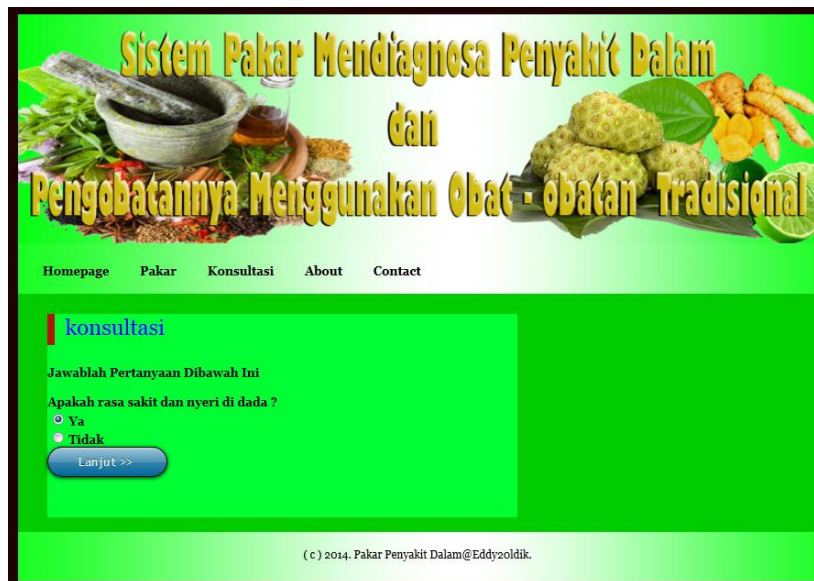 Sistem Pakar Mendiagnosa Penyakit Dalam
dan
Pengobatannya Menggunakan Obat - obatan Tradisional
Homepage Pakar Konsultasi About Contact
konsultasi
Jawablah Pertanyaan Dibawah Ini
Apakah rasa sakit dan nyeri di dada ?
Ya
Tidak
Lanjut >>
( c ) 2014. Pakar Penyakit Dalam@Eddy2oldik.